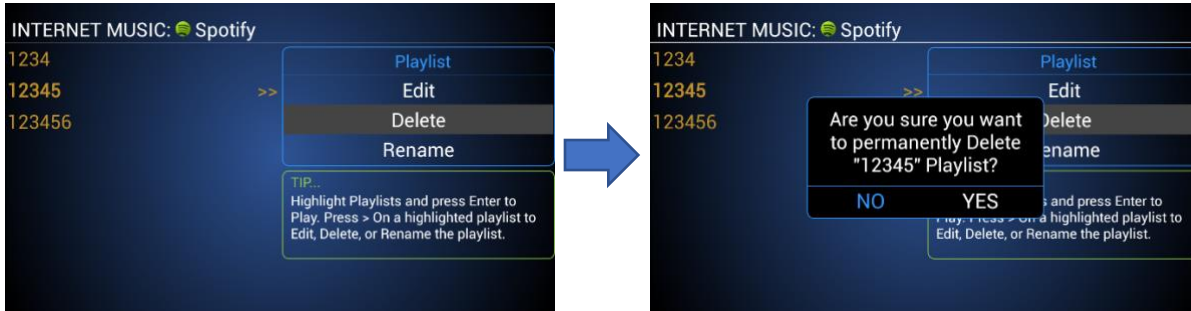 INTERNET MUSIC: Spotify
1234
12345 >>
123456
Playlist
Edit
Delete
Rename
TIP...
Highlight Playlists and press Enter to
Play. Press > On a highlighted playlist to
Edit, Delete, or Rename the playlist.
INTERNET MUSIC: Spotify
1234
12345 >>
123456
Playlist
Edit
Delete
ename
Are you sure you want
to permanently Delete
"12345" Playlist?
NO YES
s and press Enter to
Play. Press > On a highlighted playlist to
Edit, Delete, or Rename the playlist.